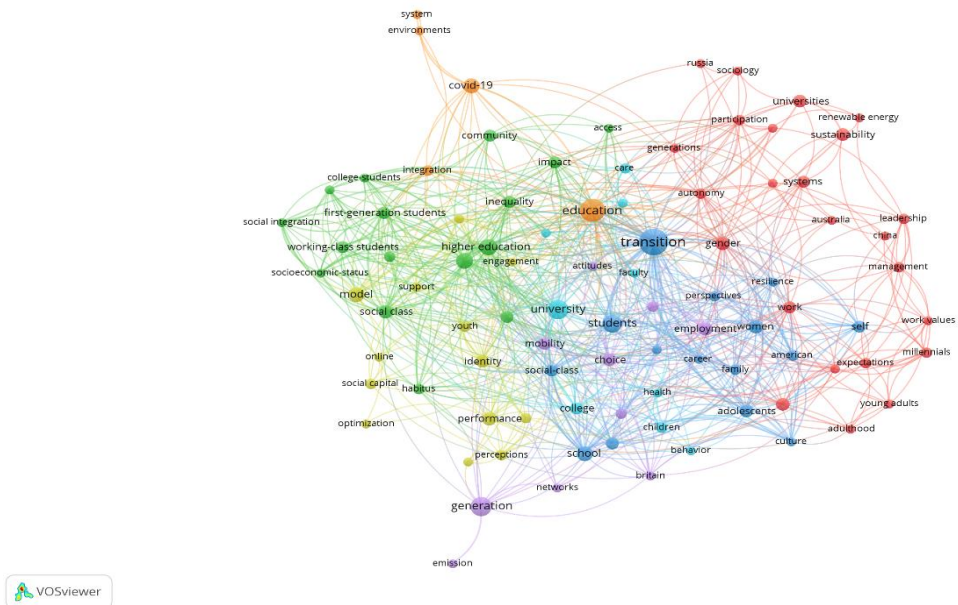 system
environments
covid-19
russia
sociology
universities
renewable energy
participation
sustainability
community
access
generations
impact
care
integration
college students
systems
autonomy
inequality
first-generation students
education
social integration
australia
leadership
china
transition
gender
higher education
working-class students
engagement
attitudes
faculty
management
socioeconomic-status
support
resilience
model
perspectives
social class
university
work
students
youth
employment
women
self
work values
mobility
online
identity
choice
career
american
millennials
social-class
family
expectations
social capital
habitus
health
young adults
college
adolescents
optimization
performance
children
adulthood
culture
perceptions
school
behavior
britain
networks
generation
emission
VOSviewer